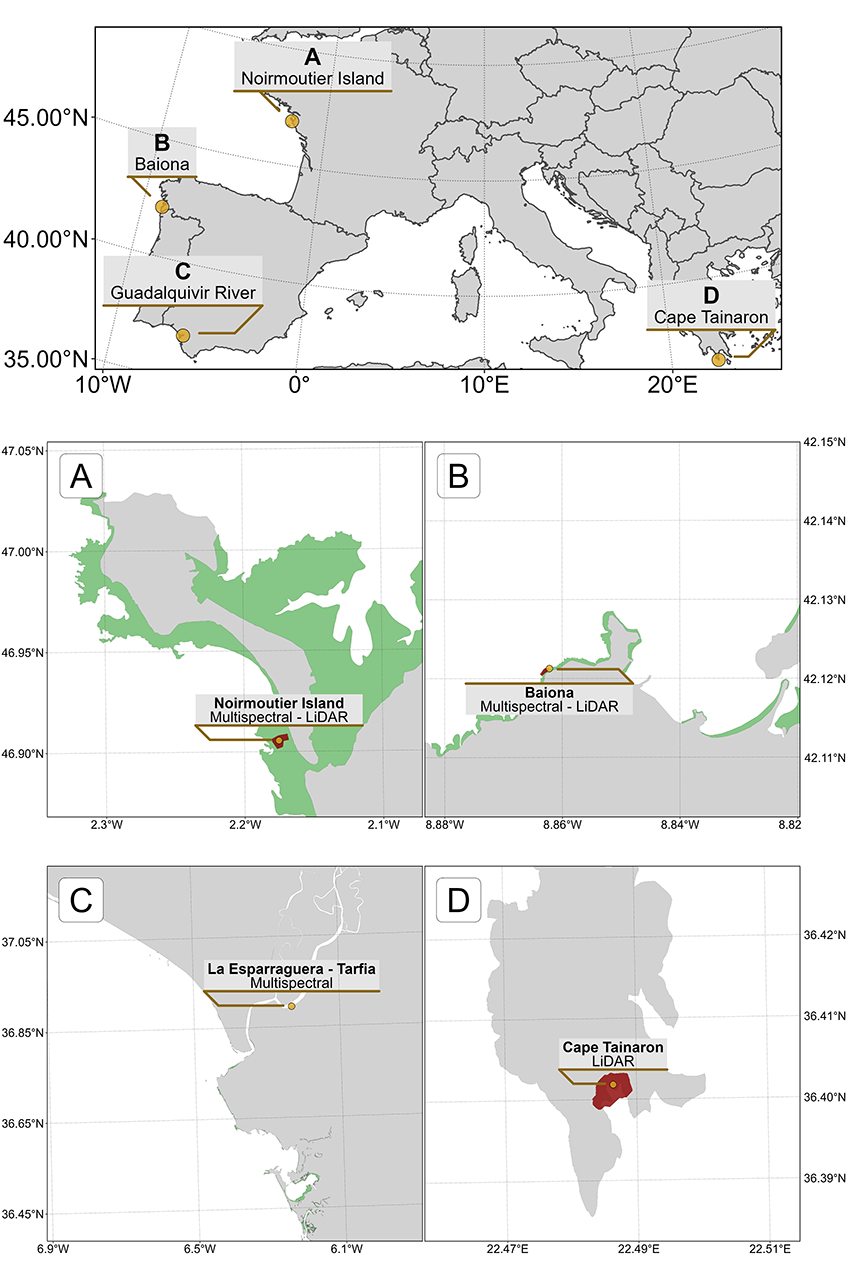 A
Noirmoutier Island
B
Baiona
C
Guadalquivir River
D
Cape Tainaron
45.00°N
40.00°N
35.00°N
10°W
0°
10°E
20°E
A
47.05°N
47.00°N
46.95°N
46.90°N
Noirmoutier Island
Multispectral - LiDAR
2.3°W
2.2°W
2.1°W
B
42.15°N
42.14°N
42.13°N
42.12°N
42.11°N
Baiona
Multispectral - LiDAR
8.88°W
8.86°W
8.84°W
8.82
C
37.05°N
36.85°N
36.65°N
36.45°N
La Esparraguera - Tarfia
Multispectral
6.9°W
6.5°W
6.1°W
D
36.42°N
36.41°N
36.40°N
36.39°N
Cape Tainaron
LiDAR
22.47°E
22.49°E
22.51°E